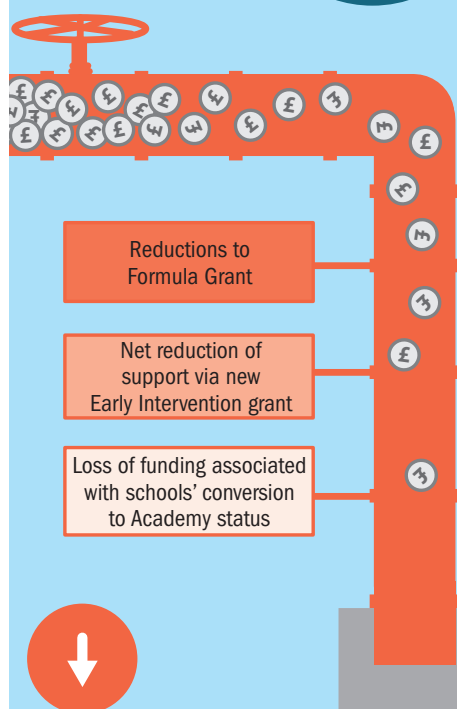 Reductions to
Formula Grant
Net reduction of
support via new
Early Intervention grant
Loss of funding associated
with schools’ conversion
to Academy status